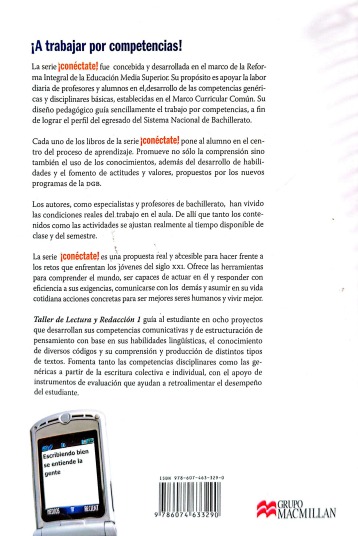 ¡A trabajar por competencias!
La serie ¡conéctate! fue concebida y desarrollada en el marco de la Refor-
ma Integral de la Educación Media Superior. Su propósito es apoyar la labor
diaria de profesores y alumnos en el desarrollo de las competencias genéri-
cas y disciplinares básicas, establecidas en el Marco Curricular Común. Su
diseño pedagógico guía sencillamente el trabajo por competencias, a fin
de lograr el perfil del egresado del Sistema Nacional de Bachillerato.
Cada uno de los libros de la serie ¡conéctate! pone al alumno en el cen-
tro del proceso de aprendizaje. Promueve no sólo la comprensión sino
también el uso de los conocimientos, además del desarrollo de habili-
dades y el fomento de actitudes y valores, propuestos por los nuevos
programas de la DGB.
Los autores, como especialistas y profesores de bachillerato, han vivido
las condiciones reales del trabajo en el aula. De allí que tanto los conte-
nidos como las actividades se ajustan realmente al tiempo disponible de
clase y del semestre.
La serie ¡conéctate! es una propuesta real y accesible para hacer frente a
los retos que enfrentan los jóvenes del siglo XXI. Ofrece las herramientas
para comprender el mundo, ser capaces de actuar en él y responder con
eficiencia a sus exigencias, comunicarse con los demás y asumir en su vida
cotidiana acciones concretas para ser mejores seres humanos y vivir mejor.
Taller de Lectura y Redacción 1 guía al estudiante en ocho proyectos
que desarrollan sus competencias comunicativas y de estructuración de
pensamiento con base en sus habilidades lingüísticas, el conocimiento
de diversos códigos y su comprensión y producción de distintos tipos
de textos. Fomenta tanto las competencias disciplinares como las ge-
néricas a partir de la escritura colectiva e individual, con el apoyo de
instrumentos de evaluación que ayudan a retroalimentar el desempeño
del estudiante.
Escribiendo bien
se entiende la
gente
ISBN 978-607-463-329-0
9 786074 633290
GRUPO
MACMILLAN